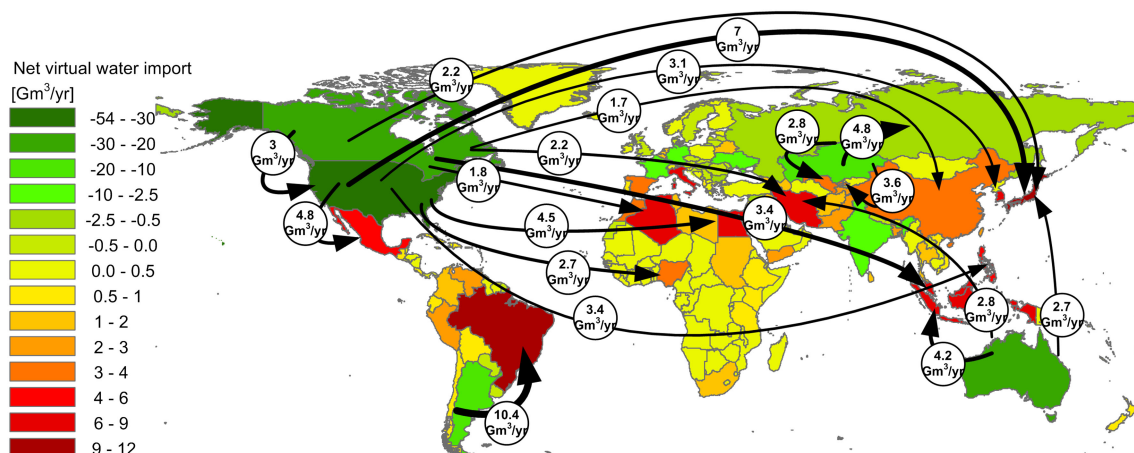 Net virtual water import
[Gm³/yr]
-54 - -30
-30 - -20
-20 - -10
-10 - -2.5
-2.5 - -0.5
-0.5 - 0.0
0.0 - 0.5
0.5 - 1
1 - 2
2 - 3
3 - 4
4 - 6
6 - 9
9 - 12
7
Gm³/yr
2.2
Gm³/yr
3.1
Gm³/yr
1.7
Gm³/yr
2.8
Gm³/yr
4.8
Gm³/yr
3
Gm³/yr
2.2
Gm³/yr
1.8
Gm³/yr
3.6
Gm³/yr
4.8
Gm³/yr
4.5
Gm³/yr
3.4
Gm³/yr
2.7
Gm³/yr
3.4
Gm³/yr
2.8
Gm³/yr
2.7
Gm³/yr
4.2
Gm³/yr
10.4
Gm³/yr